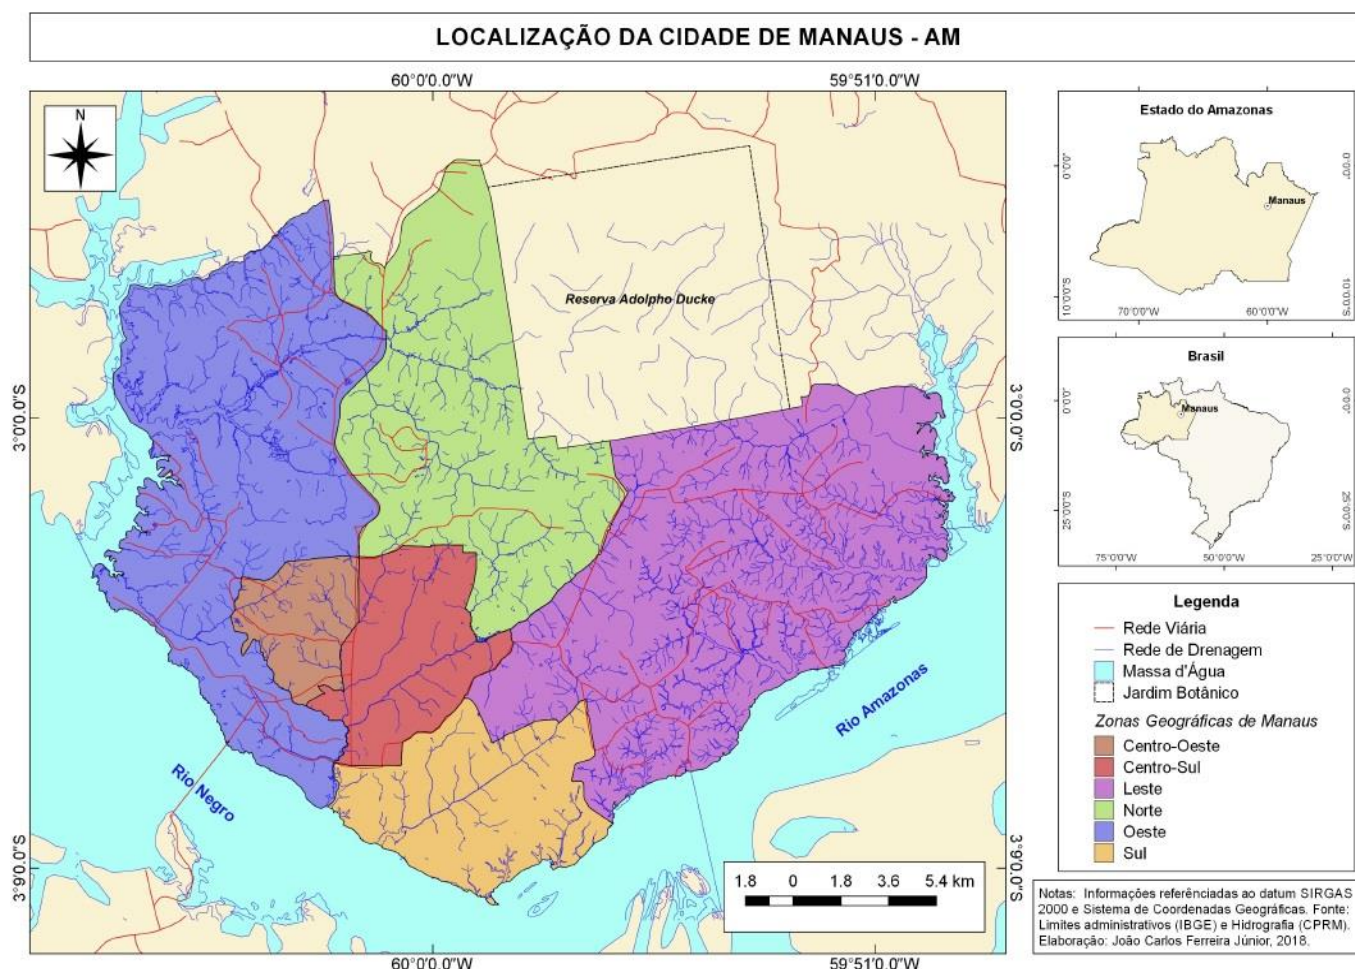 LOCALIZAÇÃO DA CIDADE DE MANAUS - AM
60°0'0.0"W
59°51'0.0"W
N
Reserva Adolpho Ducke
3°0'0.0"S
3°0'0.0"S
Rio Amazonas
Rio Negro
3°9'0.0"S
3°9'0.0"S
1.8 0 1.8 3.6 5.4 km
60°0'0.0"W
59°51'0.0"W
Estado do Amazonas
0°0'0"
0°0'0"
Manaus
10°0'0"S
10°0'0"S
70°0'0"W
60°0'0"W
Brasil
0°0'0"
0°0'0"
Manaus
25°0'0"S
25°0'0"S
75°0'0"W
50°0'0"W
25°0'0"W
Legenda
Rede Viária
Rede de Drenagem
Massa d'Água
Jardim Botânico
Zonas Geográficas de Manaus
Centro-Oeste
Centro-Sul
Leste
Norte
Oeste
Sul
Notas: Informações referênciadas ao datum SIRGAS
2000 e Sistema de Coordenadas Geográficas. Fonte:
Limites administrativos (IBGE) e Hidrografia (CPRM).
Elaboração: João Carlos Ferreira Júnior, 2018.